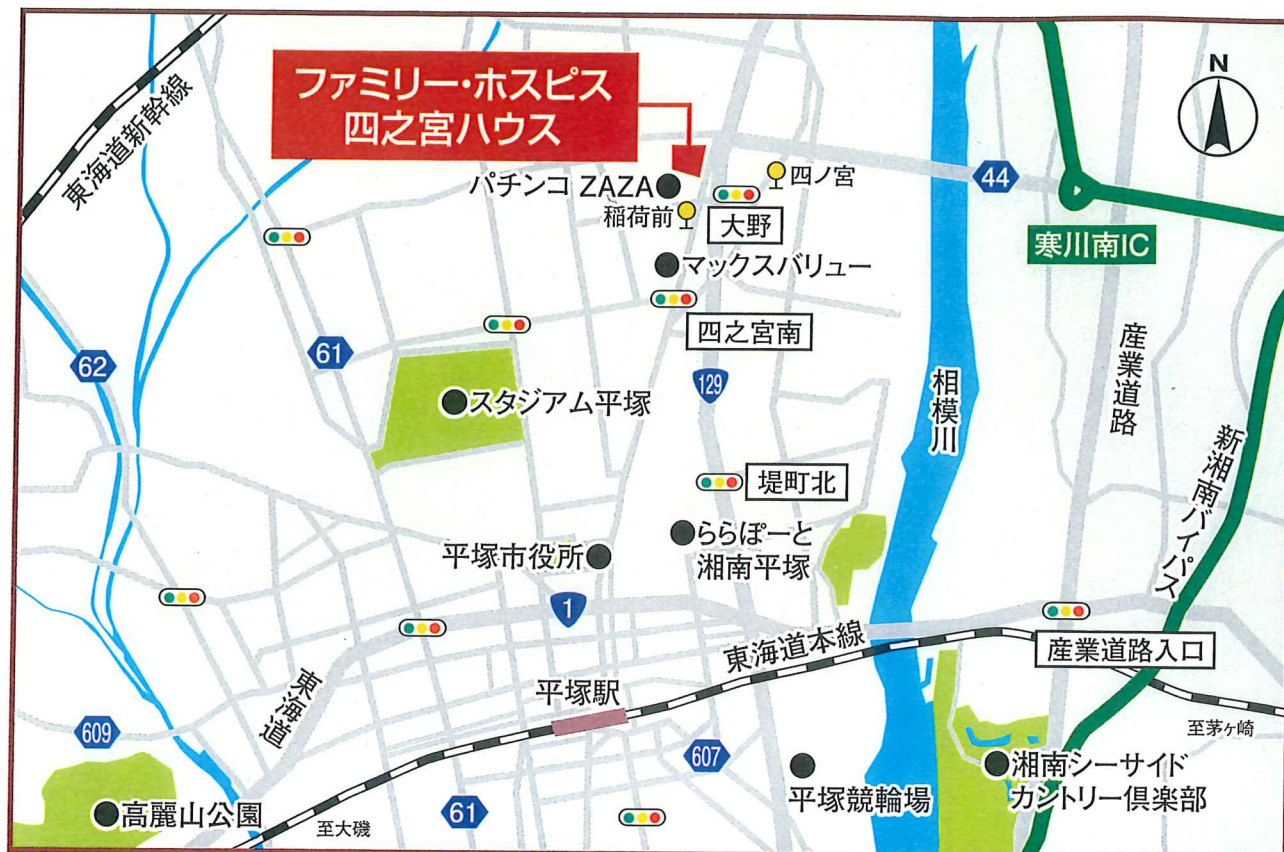 ファミリー・ホスピス
四之宮ハウス
N
東海道新幹線
パチンコ ZAZA
四ノ宮
稲荷前
大野
44
寒川南IC
マックスバリュー
四之宮南
61
62
129
スタジアム平塚
相模川
産業道路
新湘南バイパス
堤町北
ららぽーと
湘南平塚
平塚市役所
1
東海道本線
産業道路入口
東海道
平塚駅
609
607
至茅ヶ崎
高麗山公園
至大磯
61
平塚競輪場
湘南シーサイド
カントリー倶楽部